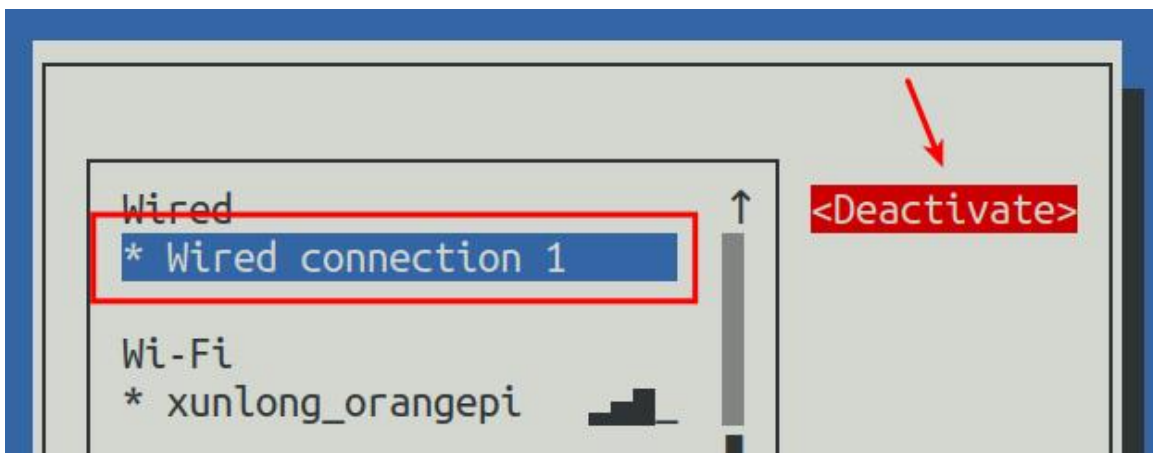 Wired
<Deactivate>
* Wired connection 1
Wi-Fi
* xunlong_orangepi